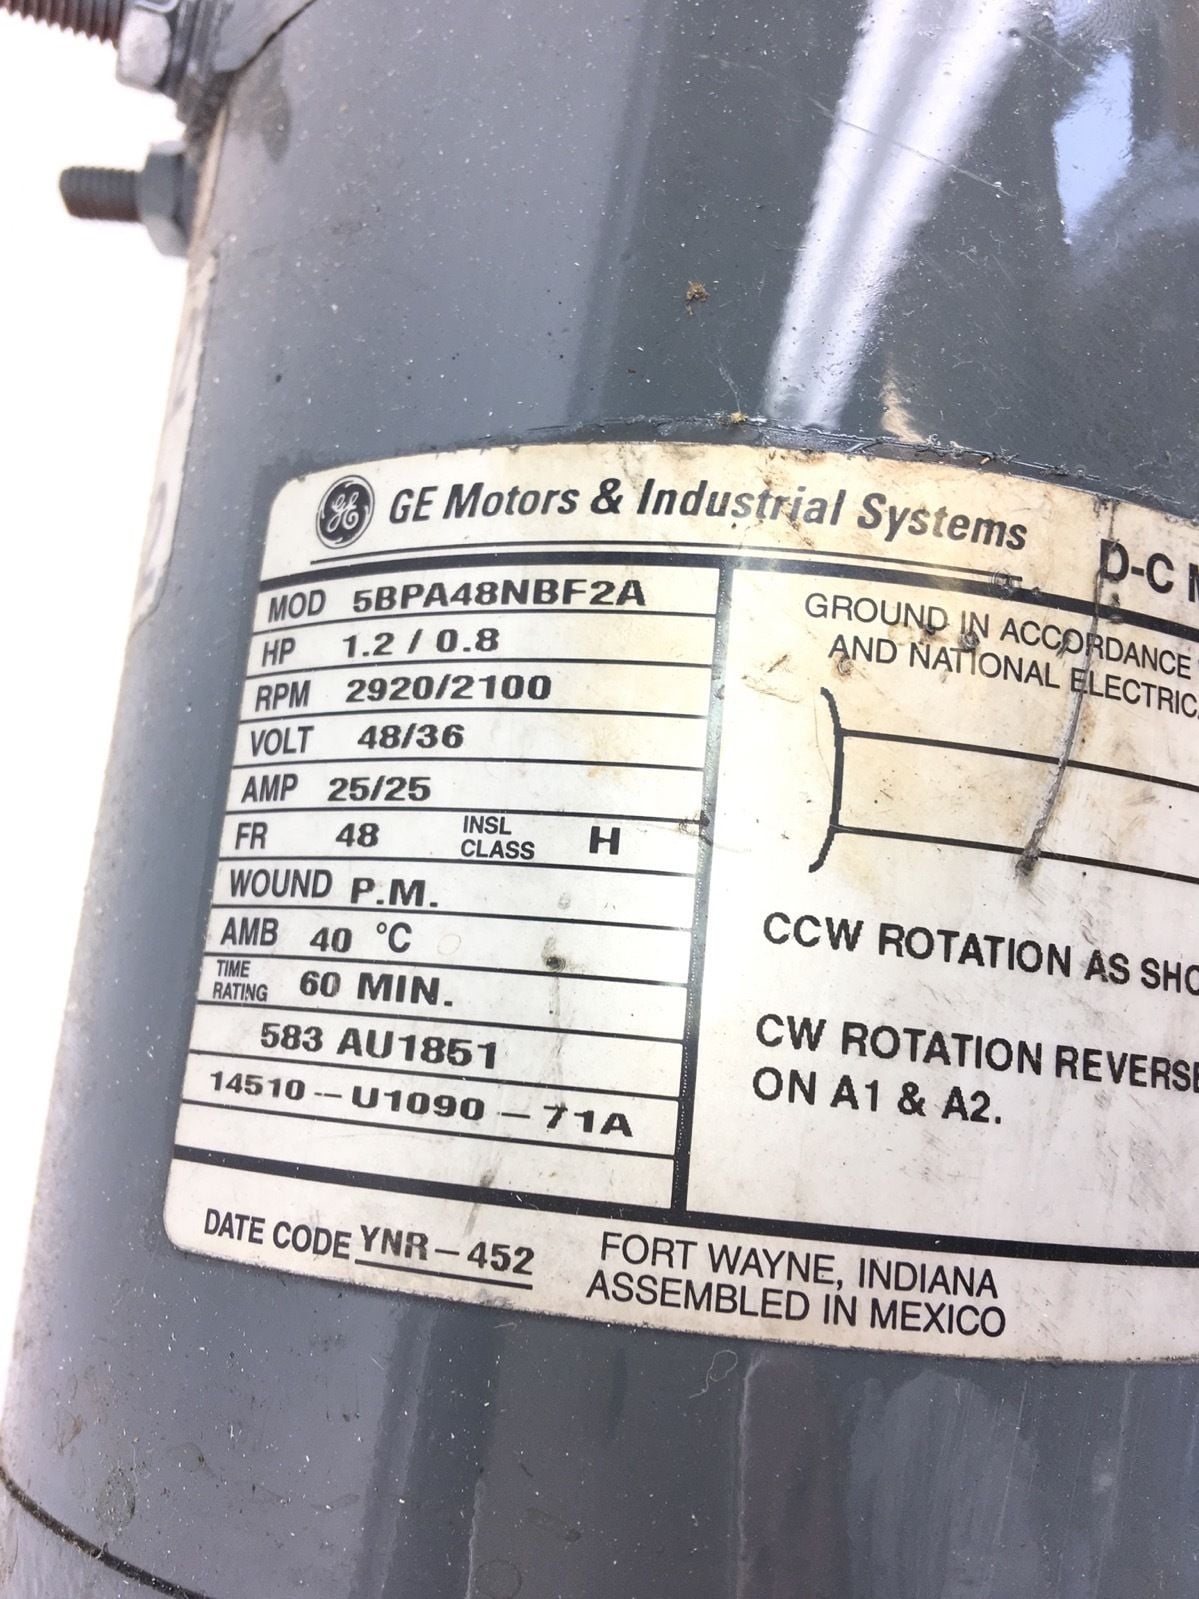 GE GE Motors & Industrial Systems
D-C
MOD 5BPA48NBF2A
HP 1.2 / 0.8
RPM 2920/2100
VOLT 48/36
AMP 25/25
FR 48 INSL CLASS H
WOUND P.M.
AMB 40 °C
TIME RATING 60 MIN.
583 AU1851
14510-U1090-71A
GROUND IN ACCORDANCE
AND NATIONAL
CCW ROTATION AS
CW ROTATION
ON A1 & A2.
DATE CODE YNR-452
FORT WAYNE, INDIANA
ASSEMBLED IN MEXICO